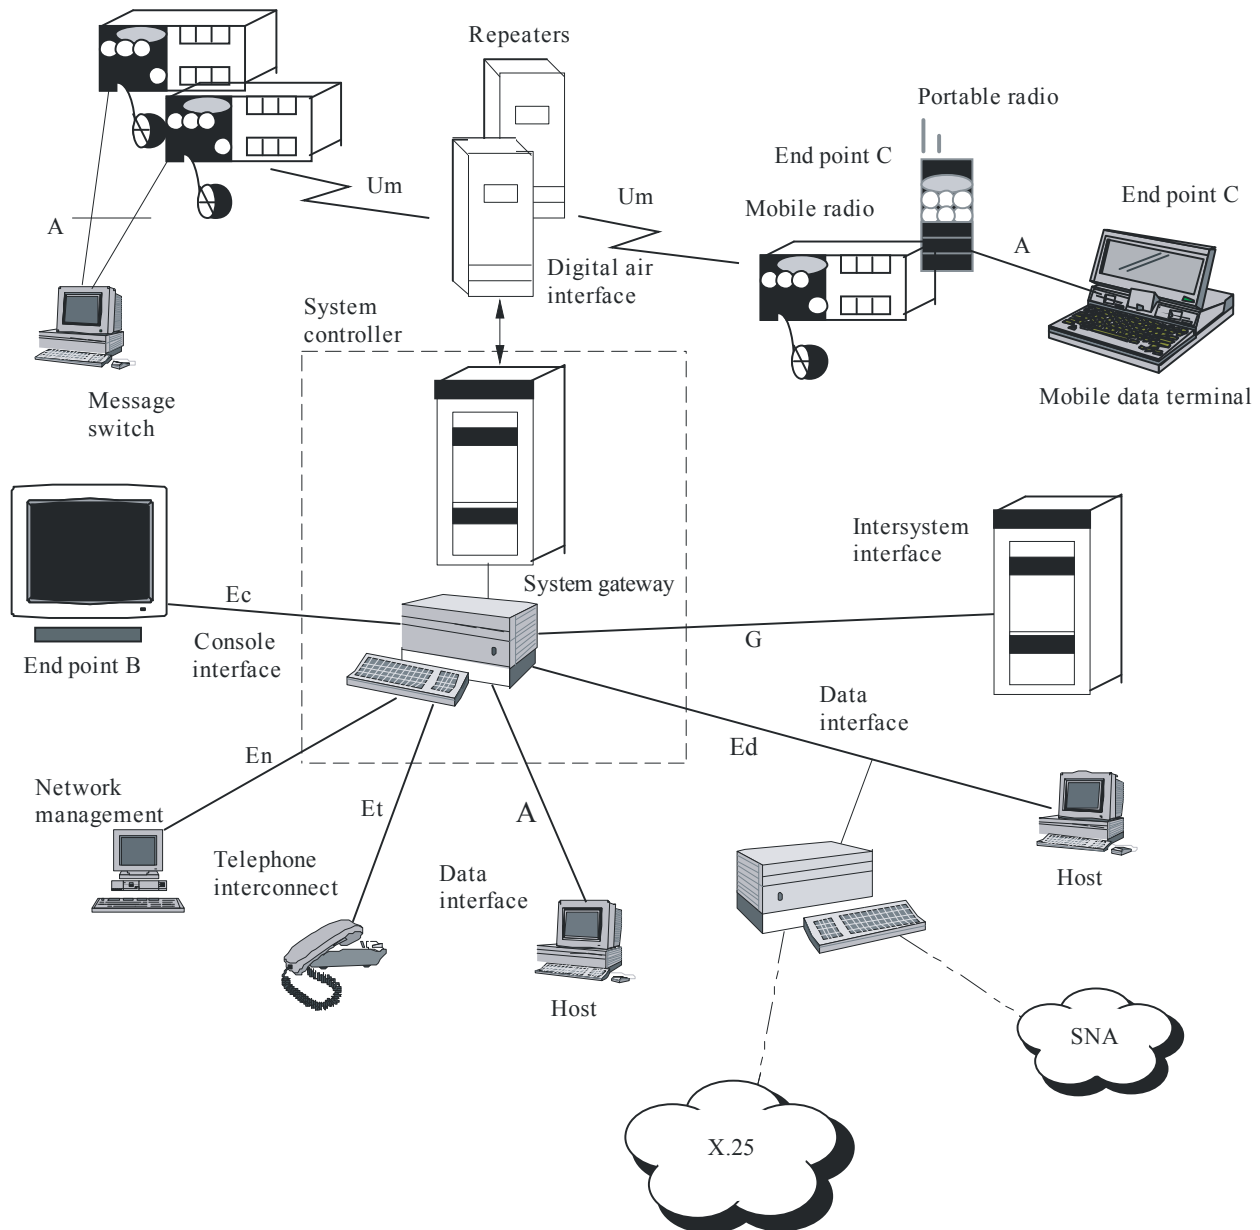 Repeaters
Portable radio
End point C
End point C
Um
Um
Mobile radio
A
A
Digital air
interface
System
controller
Message
switch
Mobile data terminal
Intersystem
interface
System gateway
Ec
G
End point B
Console
interface
Data
interface
Ed
En
Network
management
Et
A
Telephone
interconnect
Data
interface
Host
Host
SNA
X.25